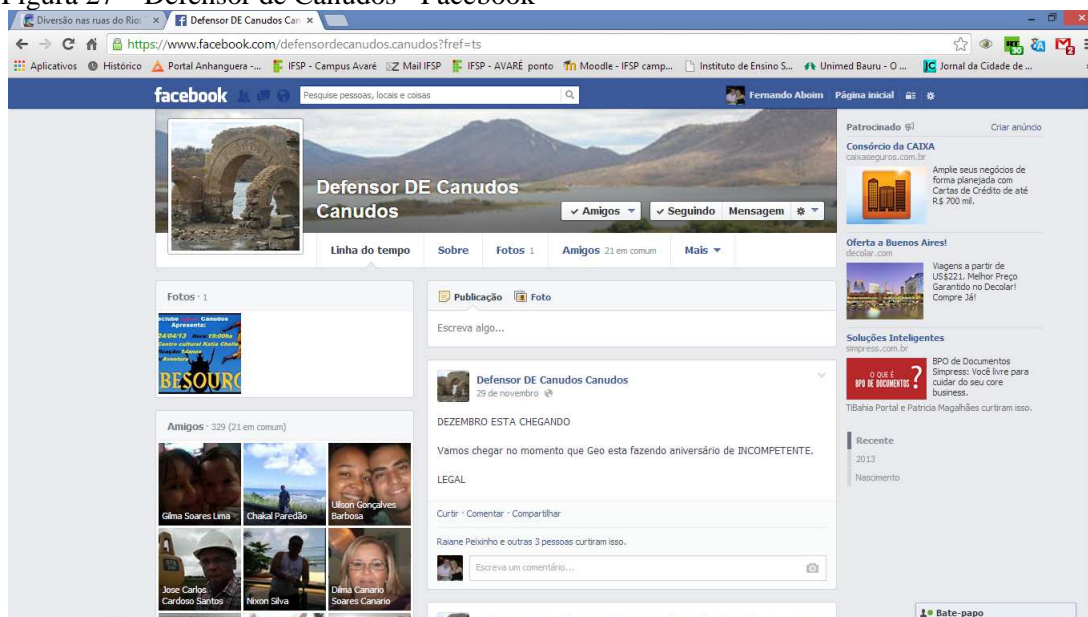 Figura 27 – Defensor de Canudos - Facebook
Diversão nas ruas do Rio:
Defensor DE Canudos Can
https://www.facebook.com/defensordecanudos.canudos?fref=ts
Aplicativos Histórico Portal Anhanguera -... IFSP - Campus Avaré Mail IFSP IFSP - AVARÉ ponto Moodle - IFSP camp... Instituto de Ensino S... Unimed Bauru - O ... JC Jornal da Cidade de ...
facebook
Pesquise pessoas, locais e coisas
Fernando Aboim Página inicial
Defensor DE Canudos
Canudos
Amigos Seguindo Mensagem
Linha do tempo Sobre Fotos 1 Amigos 21 em comum Mais
Fotos · 1
Canudos
Apresenta:
24/04/13
BESOURO
Amigos · 329 (21 em comum)
Gilma Soares Lima
Chakal Paredão
Uilson Gonçalves
Barbosa
Jose Carlos
Cardoso Santos
Nixon Silva
Dilma Canario
Soares Canario
Publicação Foto
Escreva algo...
Defensor DE Canudos Canudos
29 de novembro
DEZEMBRO ESTA CHEGANDO
Vamos chegar no momento que Geo esta fazendo aniversário de INCOMPETENTE.
LEGAL
Curtir · Comentar · Compartilhar
Raiane Peixinho e outras 3 pessoas curtiram isso.
Escreva um comentário...
Patrocinado Criar anúncio
Consórcio da CAIXA
caixaseguros.com.br
Amplie seus negócios de
forma planejada com
Cartas de Crédito de até
R$ 700 mil.
Oferta a Buenos Aires!
decolar.com
Viagens a partir de
US$221. Melhor Preço
Garantido no Decolar!
Compre Já!
Soluções Inteligentes
simpress.com.br
O QUE É
BPO DE DOCUMENTOS ?
BPO de Documentos
Simpress: Você livre para
cuidar do seu core
business.
TiBahia Portal e Patricia Magalhães curtiram isso.
Recente
2013
Nascimento
Bate-papo